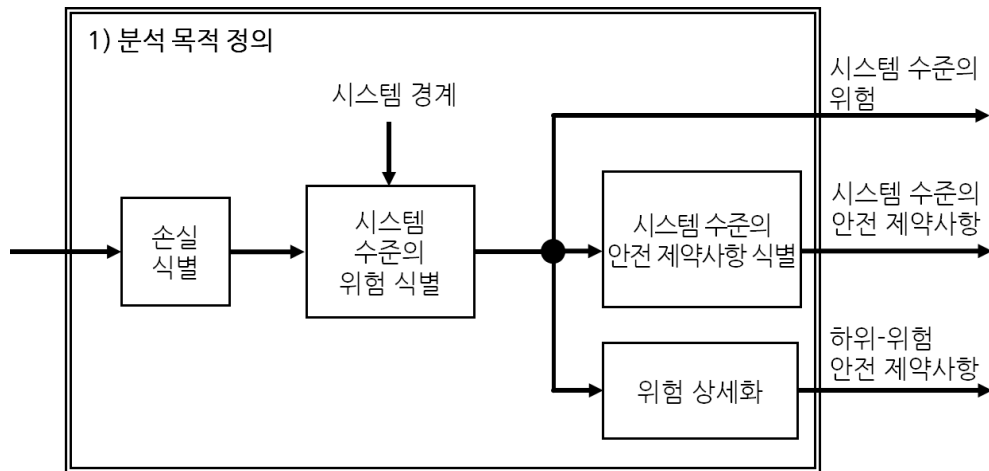 1) 분석 목적 정의
시스템 수준의
위험
시스템 경계
손실
식별
시스템
수준의
위험 식별
시스템 수준의
안전 제약사항 식별
시스템 수준의
안전 제약사항
위험 상세화
하위-위험
안전 제약사항